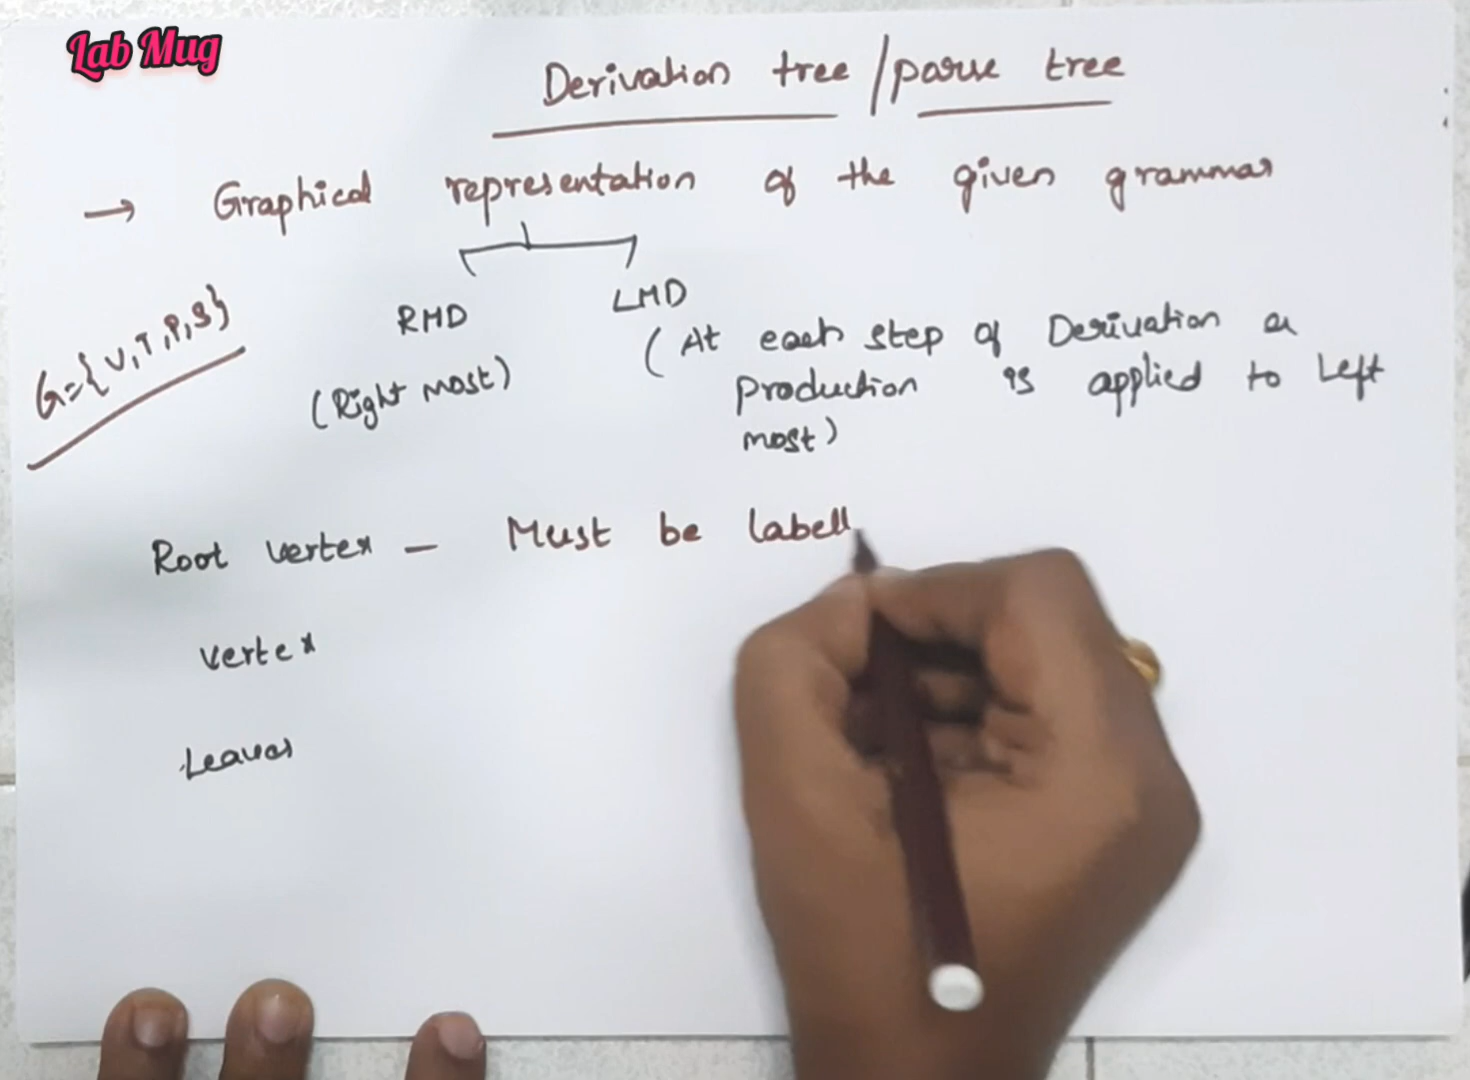 Lab Mug
Derivation tree / parse tree
→ Graphical representation of the given grammar
G={V,T,P,S}
RMD
(Right most)
LMD
(At each step of Derivation a
production is applied to Left
most)
Root vertex - Must be labell
vertex
Leaves